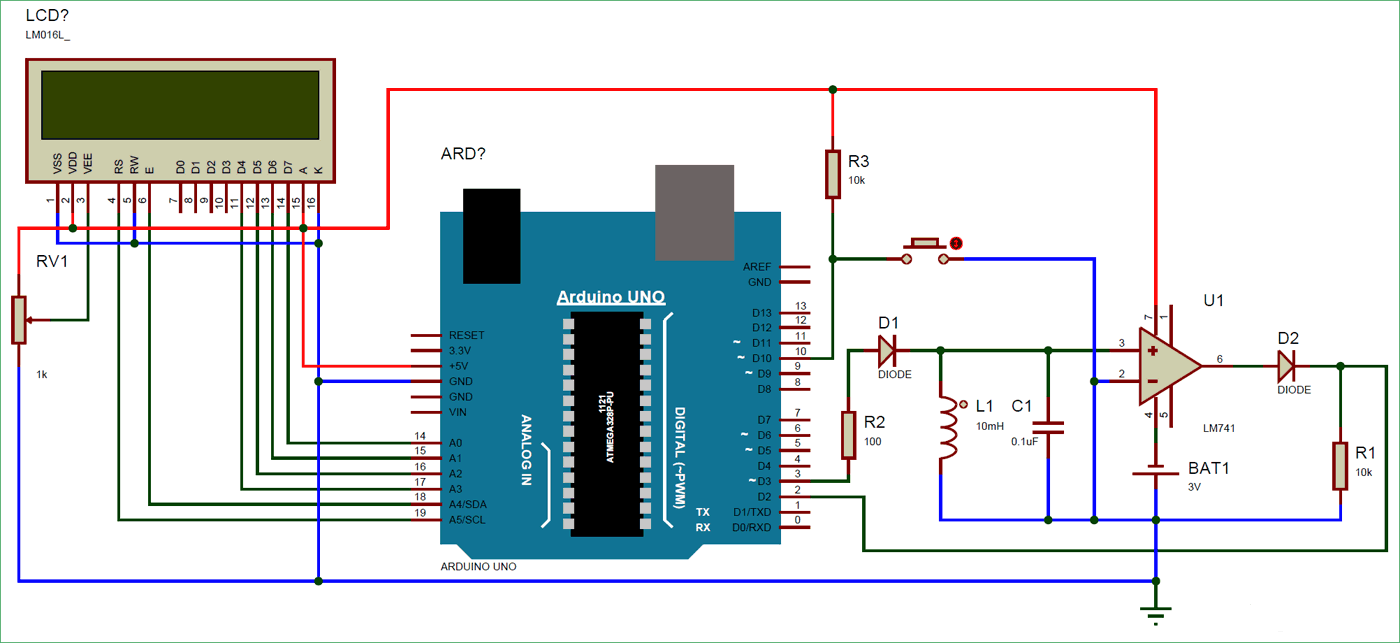 LCD?
LM016L_
VSS VDD VEE RS RW E D0 D1 D2 D3 D4 D5 D6 D7 A K
1 2 3 4 5 6 7 8 9 10 11 12 13 14 15 16
RV1
1k
ARD?
Arduino UNO
RESET
3.3V
+5V
GND
GND
VIN
14 A0
15 A1
16 A2
17 A3
18 A4/SDA
19 A5/SCL
ANALOG IN
1121
ATMEGA328P-PU
DIGITAL (~PWM)
AREF
GND
D13 13
D12 12
~ D11 11
~ D10 10
~ D9 9
D8 8
D7 7
~ D6 6
~ D5 5
D4 4
~ D3 3
D2 2
TX D1/TXD 1
RX D0/RXD 0
ARDUINO UNO
R3
10k
D1
DIODE
R2
100
L1
10mH
C1
0.1uF
U1
7 1
3
2
6
4 5
LM741
D2
DIODE
BAT1
3V
R1
10k